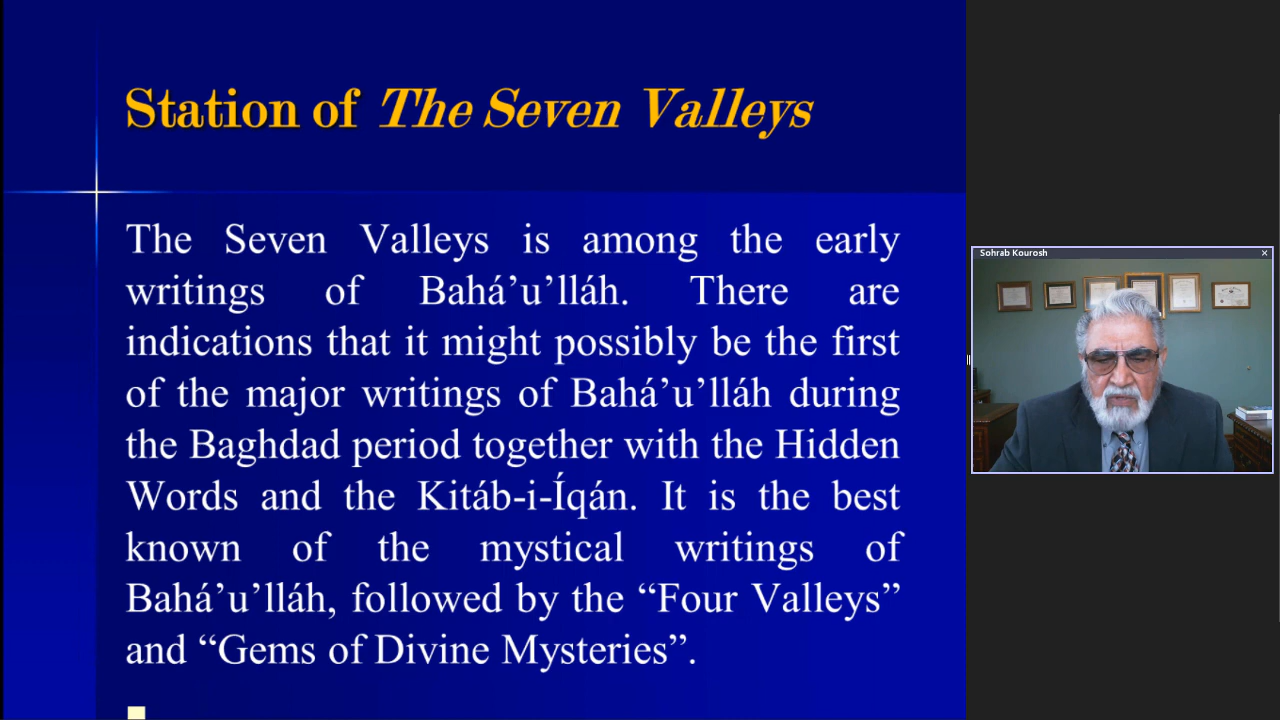 Station of The Seven Valleys
The Seven Valleys is among the early
writings of Bahá’u’lláh. There are
indications that it might possibly be the first
of the major writings of Bahá’u’lláh during
the Baghdad period together with the Hidden
Words and the Kitáb-i-Íqán. It is the best
known of the mystical writings of
Bahá’u’lláh, followed by the “Four Valleys”
and “Gems of Divine Mysteries”.
Sohrab Kourosh